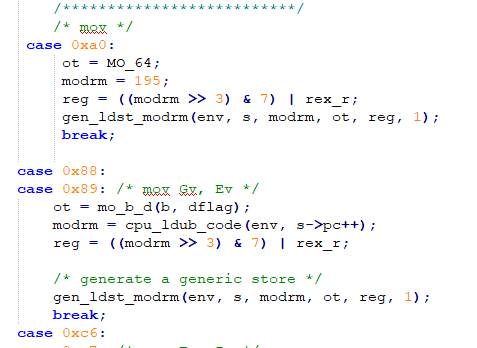 /**************************/
/* mov */
case 0xa0:
ot = MO_64;
modrm = 195;
reg = ((modrm >> 3) & 7) | rex_r;
gen_ldst_modrm(env, s, modrm, ot, reg, 1);
break;
case 0x88:
case 0x89: /* mov Gv, Ev */
ot = mo_b_d(b, dflag);
modrm = cpu_ldub_code(env, s->pc++);
reg = ((modrm >> 3) & 7) | rex_r;
/* generate a generic store */
gen_ldst_modrm(env, s, modrm, ot, reg, 1);
break;
case 0xc6: